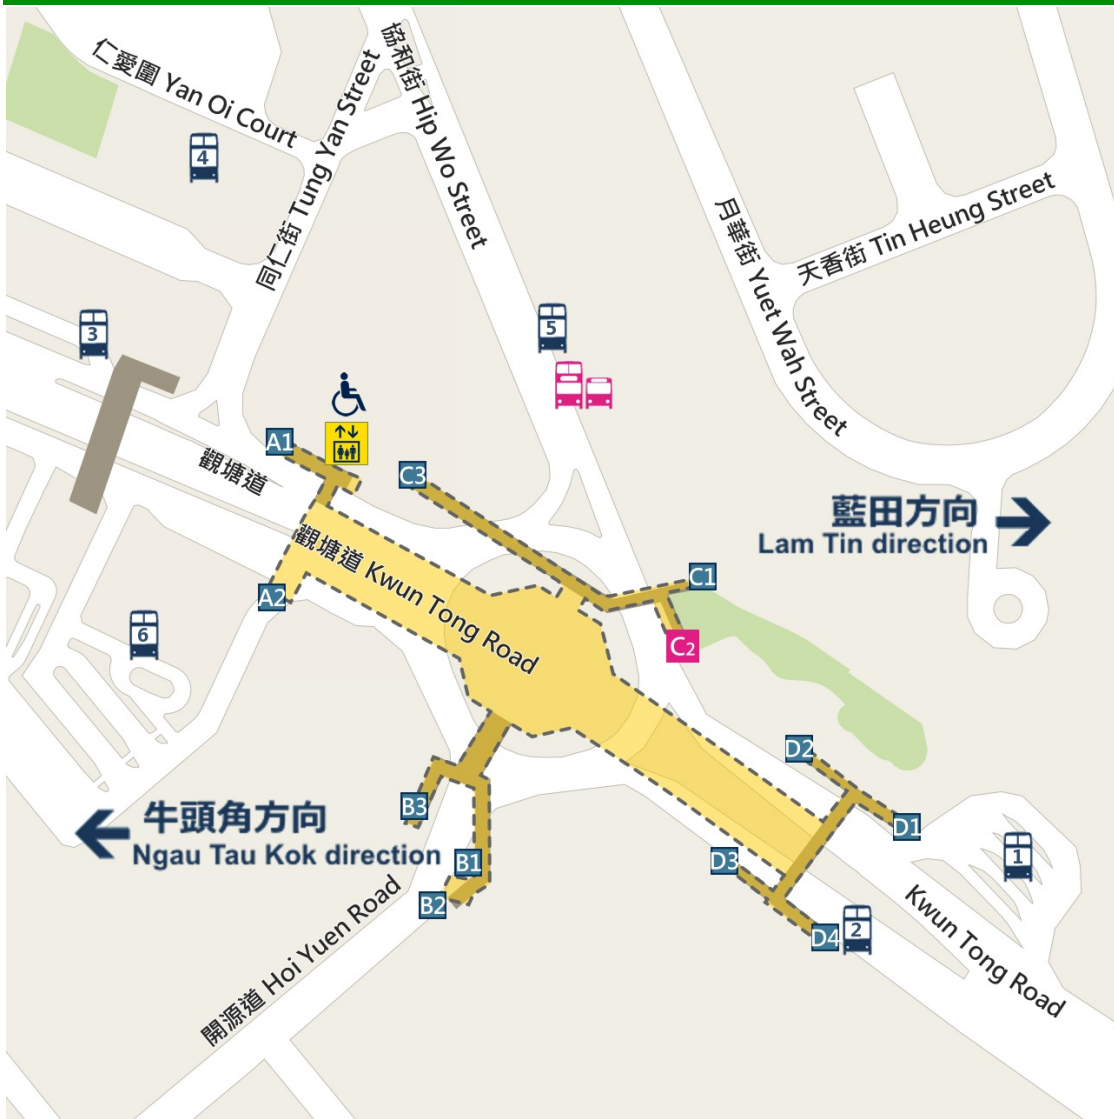 仁愛圍 Yan Oi Court
同仁街 Tung Yan Street
協和街 Hip Wo Street
4
月華街 Yuet Wah Street
天香街 Tin Heung Street
3
5
A1
C3
觀塘道
藍田方向
Lam Tin direction
觀塘道 Kwun Tong Road
C1
A2
6
C2
D2
牛頭角方向
Ngau Tau Kok direction
B3
D1
B1
D3
1
B2
D4
2
Kwun Tong Road
開源道 Hoi Yuen Road